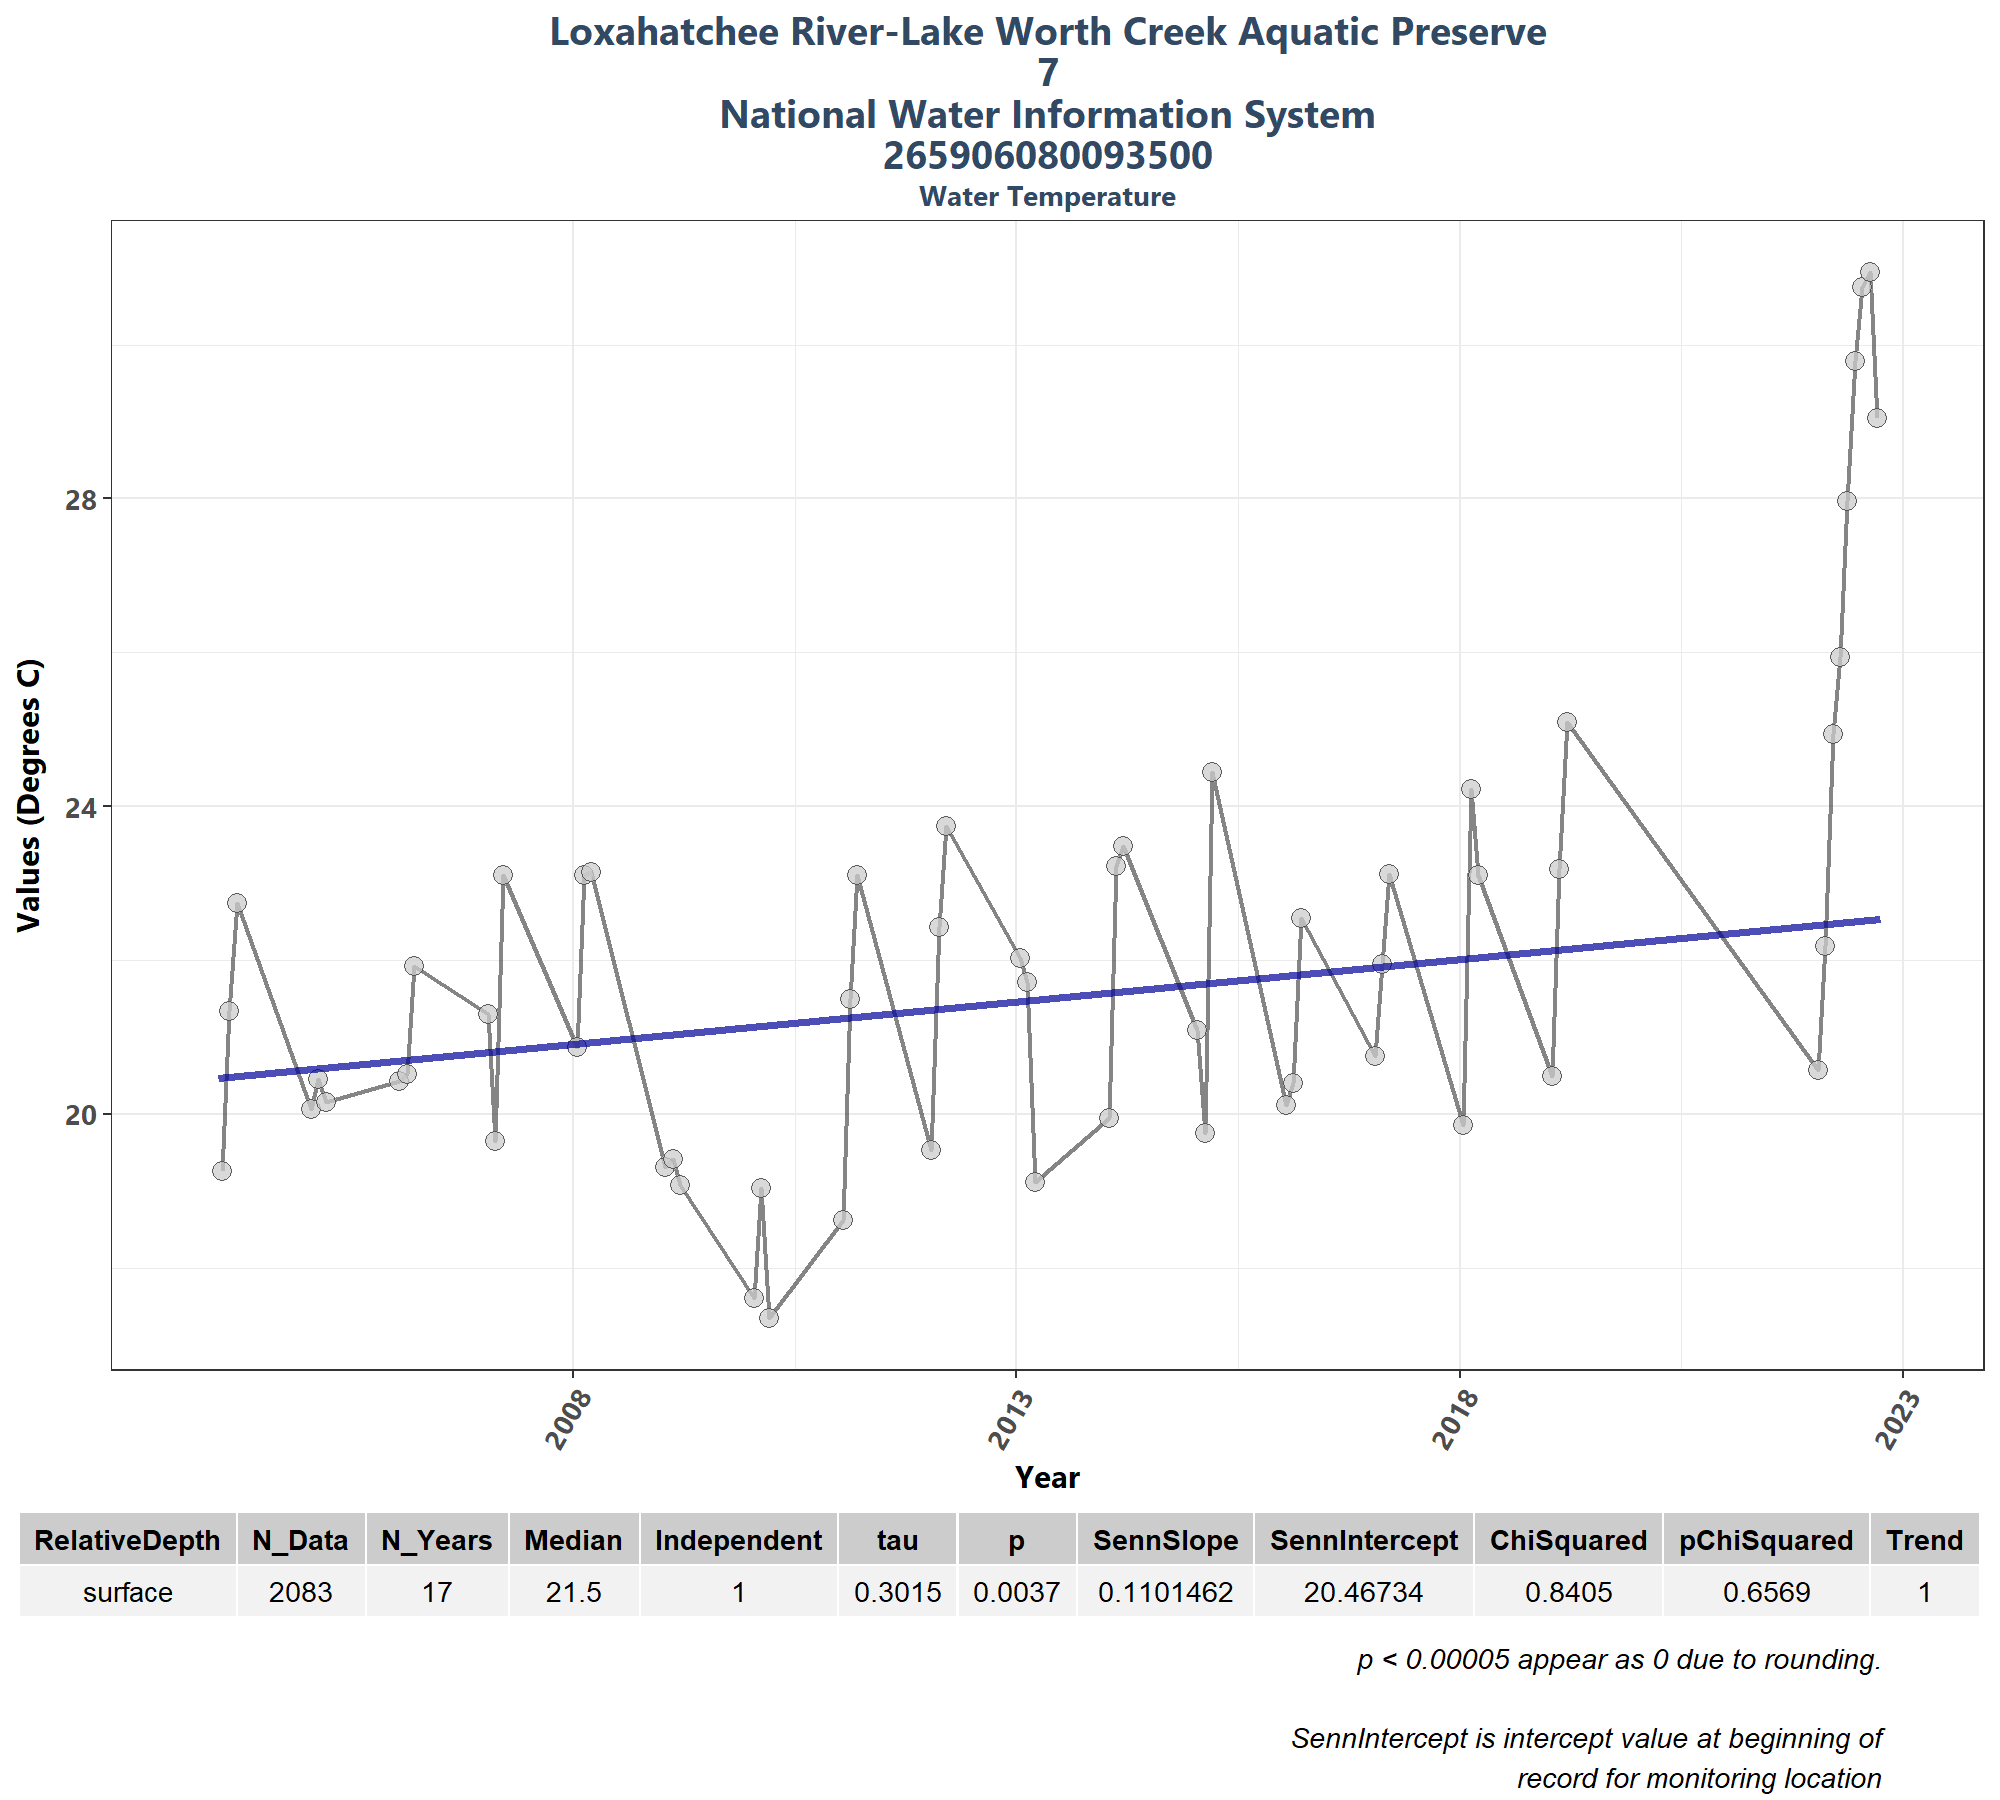 Loxahatchee River-Lake Worth Creek Aquatic Preserve
7
National Water Information System
265906080093500
Water Temperature
Values (Degrees C)
28
24
20
2008
2013
2018
2023
Year
RelativeDepth N_Data N_Years Median Independent tau p SennSlope SennIntercept ChiSquared pChiSquared Trend
surface 2083 17 21.5 1 0.3015 0.0037 0.1101462 20.46734 0.8405 0.6569 1
p < 0.00005 appear as 0 due to rounding.
SennIntercept is intercept value at beginning of
record for monitoring location